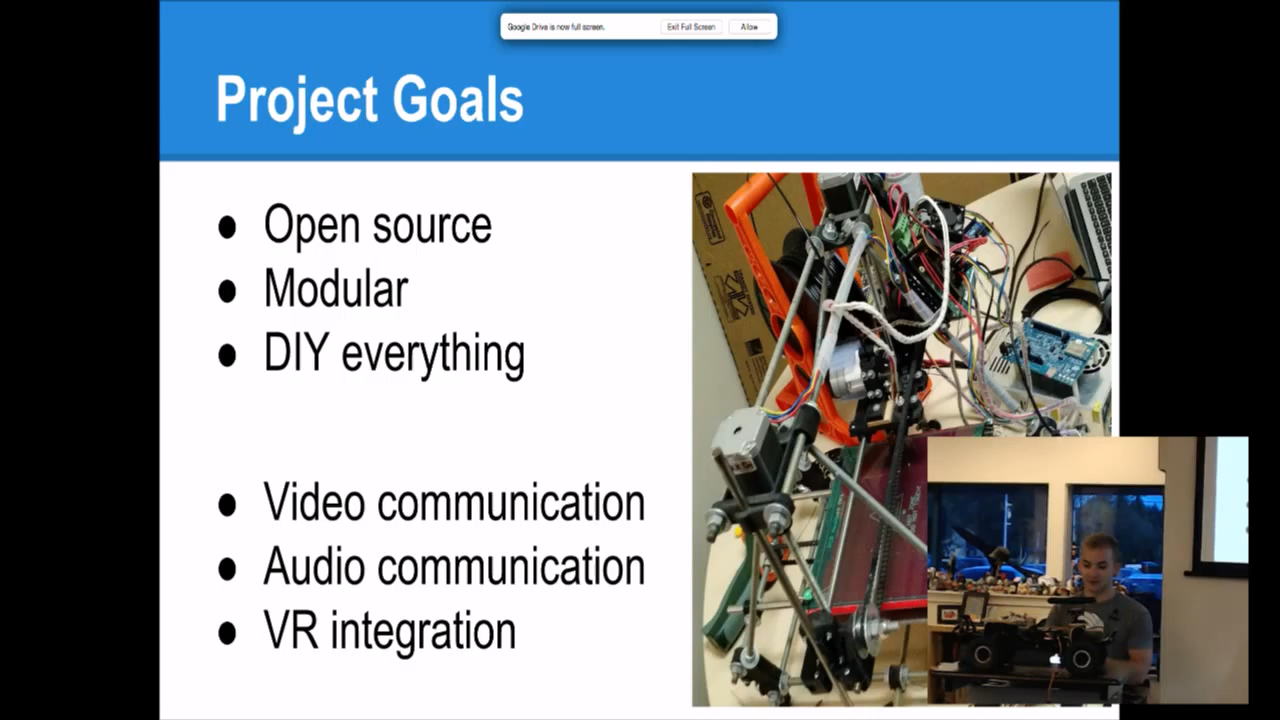 Google Drive is now full screen.
Exit Full Screen
Allow
Project Goals
● Open source
● Modular
● DIY everything
● Video communication
● Audio communication
● VR integration